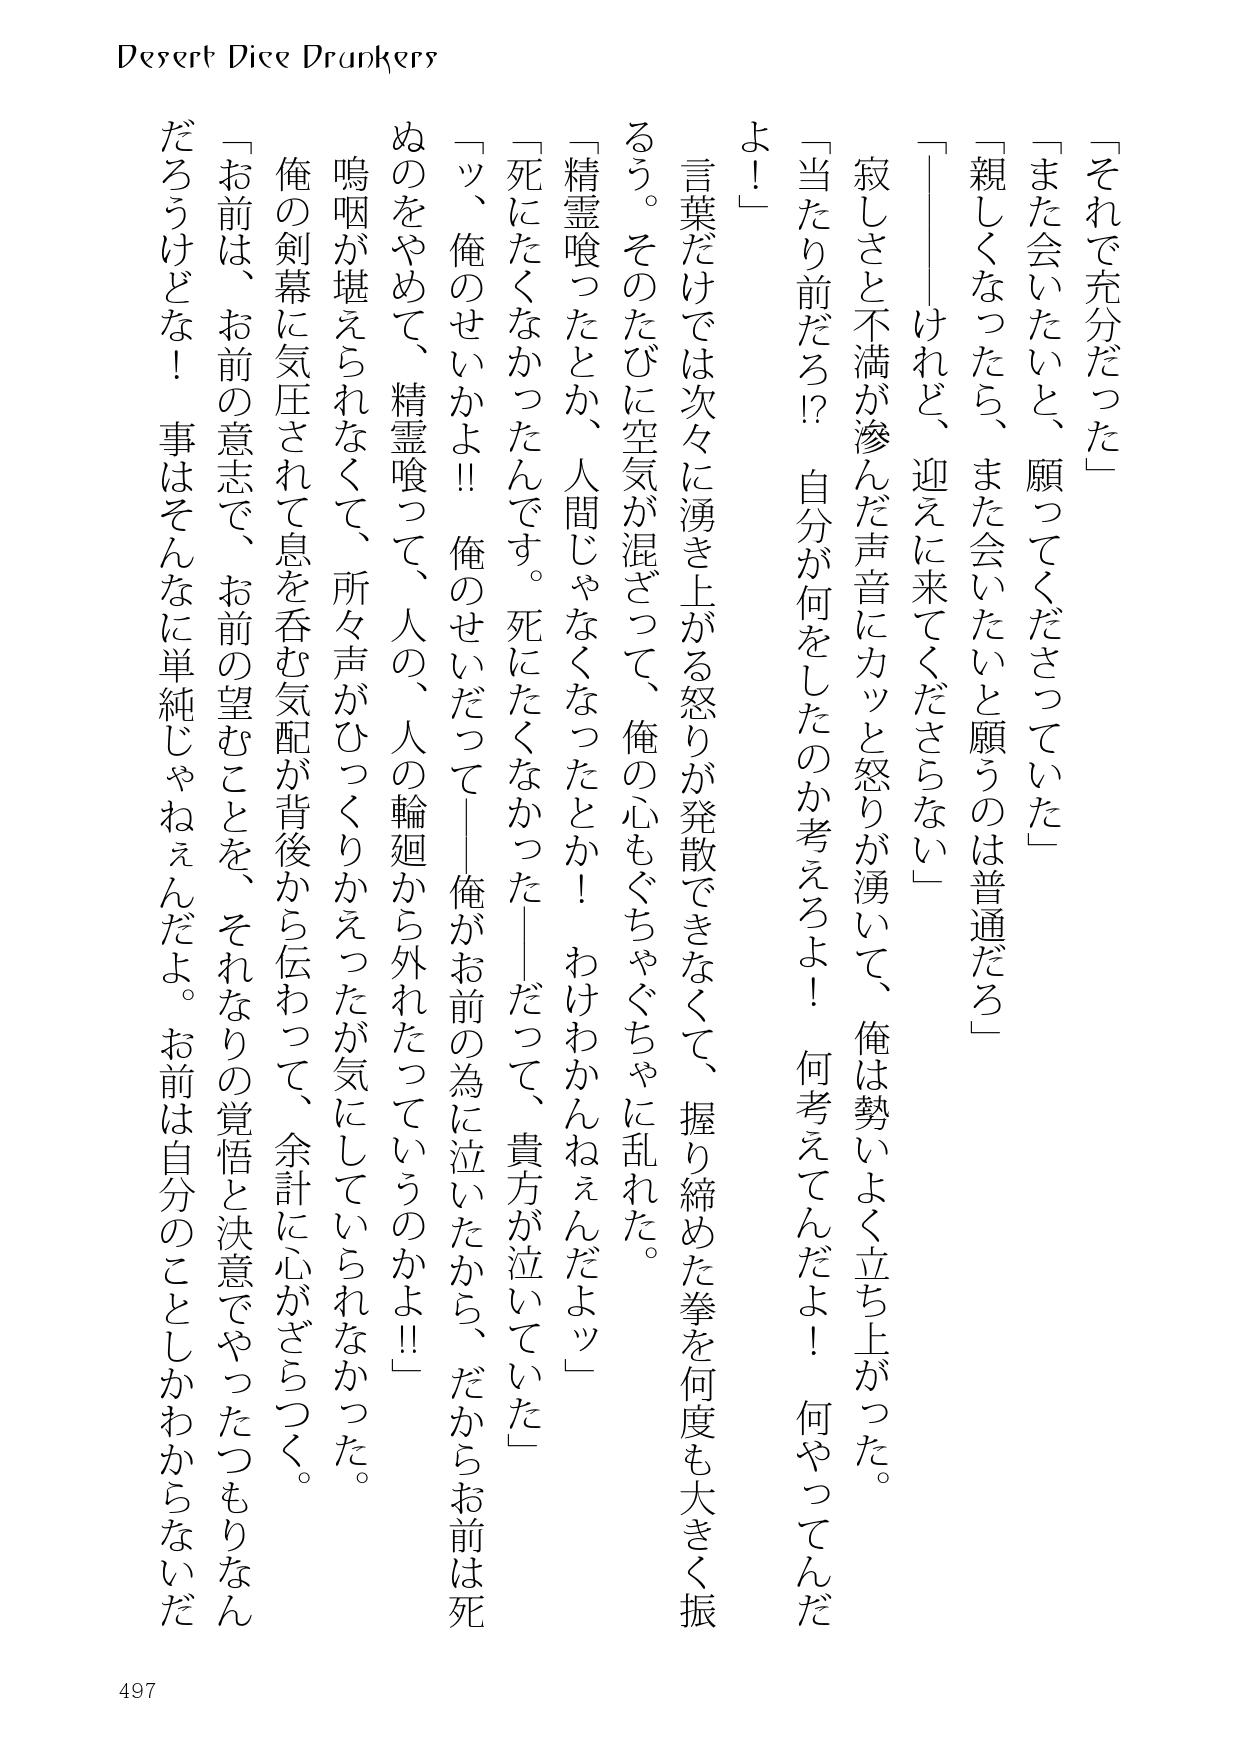 Desert Dice Drunkers
「それで充分だった」
「また会いたいと、願ってくださっていた」
「親しくなったら、また会いたいと願うのは普通だろ」
「――――けれど、迎えに来てくださらない」
　寂しさと不満が滲んだ声音にカッと怒りが湧いて、俺は勢いよく立ち上がった。
「当たり前だろ!?　自分が何をしたのか考えろよ！　何考えてんだよ！　何やってんだ
よ！」
　言葉だけでは次々に湧き上がる怒りが発散できなくて、握り締めた拳を何度も大きく振
るう。そのたびに空気が混ざって、俺の心もぐちゃぐちゃに乱れた。
「精霊喰ったとか、人間じゃなくなったとか！　わけわかんねぇんだよッ」
「死にたくなかったんです。死にたくなかった――だって、貴方が泣いていた」
「ッ、俺のせいかよ!!　俺のせいだって――俺がお前の為に泣いたから、だからお前は死
ぬのをやめて、精霊喰って、人の、人の輪廻から外れたっていうのかよ!!」
　嗚咽が堪えられなくて、所々声がひっくりかえったが気にしていられなかった。
　俺の剣幕に気圧されて息を呑む気配が背後から伝わって、余計に心がざらつく。
「お前は、お前の意志で、お前の望むことを、それなりの覚悟と決意でやったつもりなん
だろうけどな！　事はそんなに単純じゃねぇんだよ。お前は自分のことしかわからないだ
497